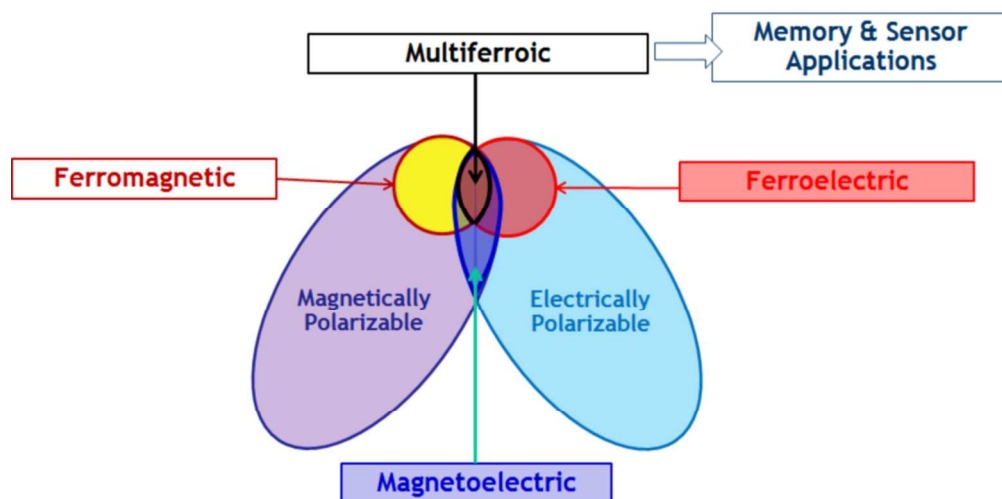 Multiferroic
Memory & Sensor
Applications
Ferromagnetic
Ferroelectric
Magnetically
Polarizable
Electrically
Polarizable
Magnetoelectric